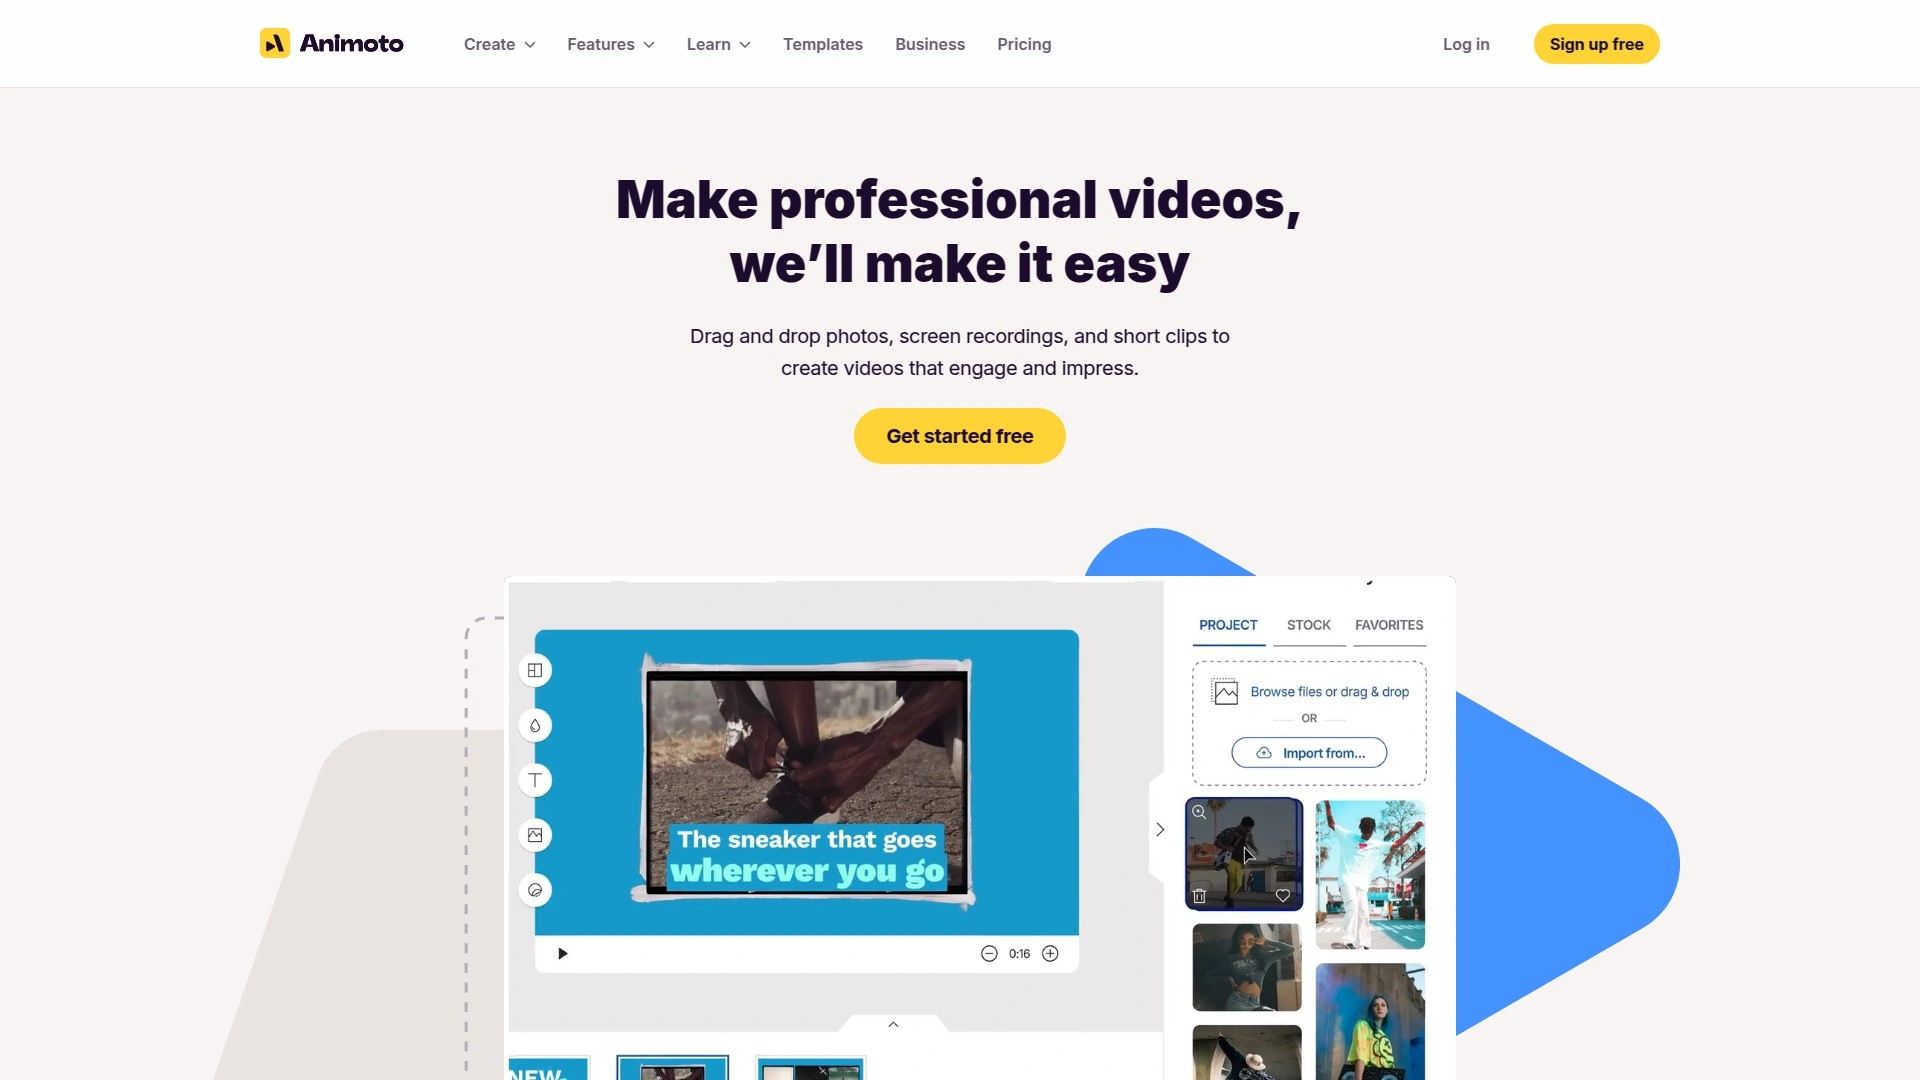 Animoto
Create
Features
Learn
Templates
Business
Pricing
Log in
Sign up free
Make professional videos,
we’ll make it easy
Drag and drop photos, screen recordings, and short clips to
create videos that engage and impress.
Get started free
PROJECT
STOCK
FAVORITES
Browse files or drag & drop
OR
Import from...
The sneaker that goes
wherever you go
0:16
NEW